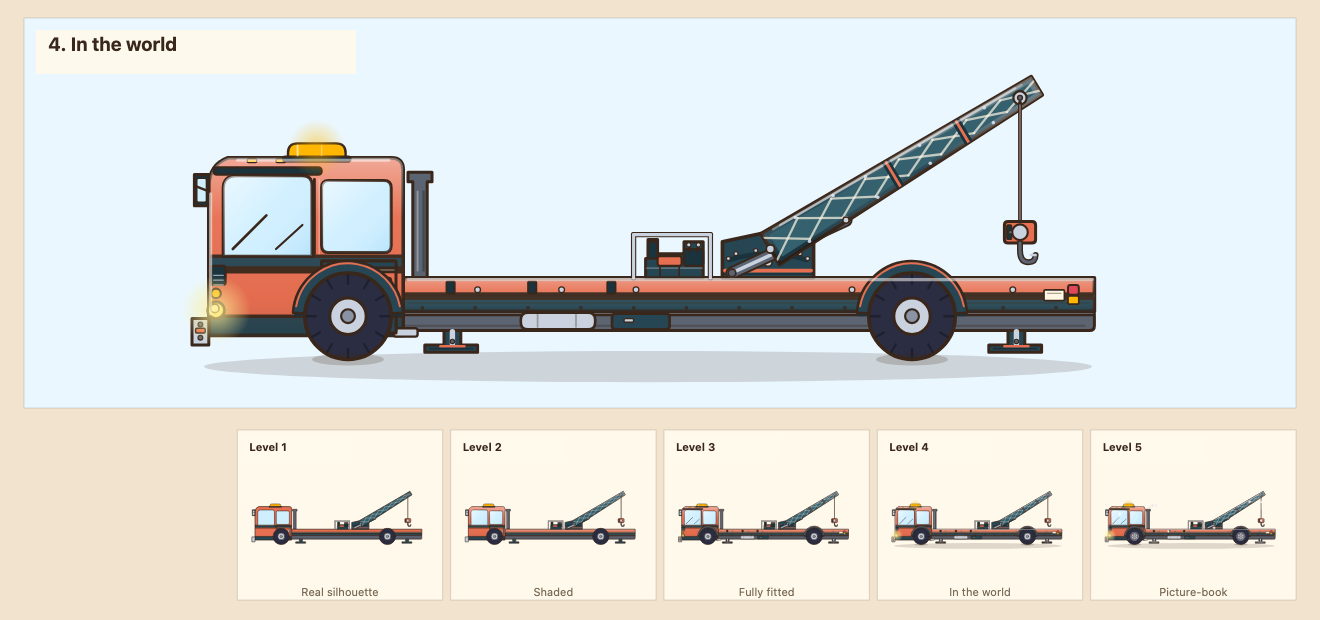 4. In the world
Level 1
Level 2
Level 3
Level 4
Level 5
Real silhouette
Shaded
Fully fitted
In the world
Picture-book